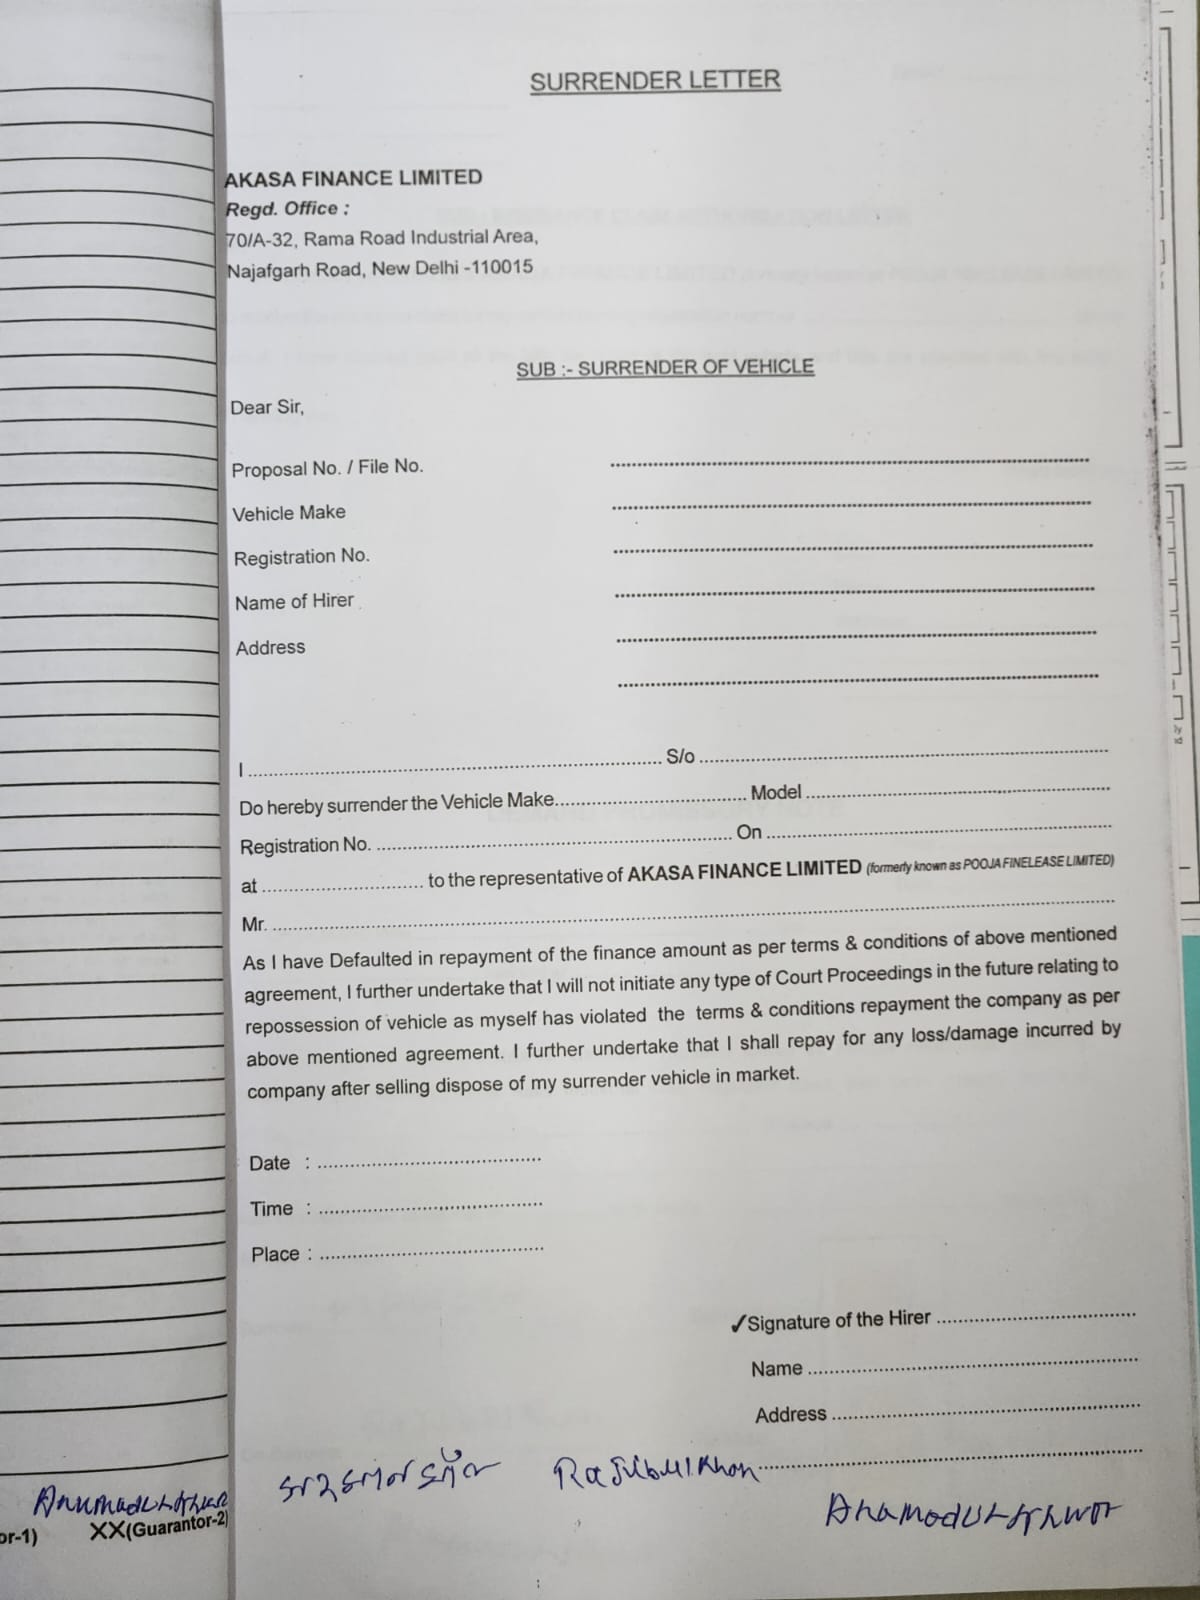 SURRENDER LETTER
AKASA FINANCE LIMITED
Regd. Office :
70/A-32, Rama Road Industrial Area,
Najafgarh Road, New Delhi -110015
SUB :- SURRENDER OF VEHICLE
Dear Sir,
Proposal No. / File No. ........................................
Vehicle Make ........................................
Registration No. ........................................
Name of Hirer ........................................
Address ........................................
........................................
I ........................................ S/o ........................................
Do hereby surrender the Vehicle Make........................ Model ........................................
Registration No. ........................................ On ........................................
at ........................ to the representative of AKASA FINANCE LIMITED (formerly known as POOJA FINELEASE LIMITED)
Mr. ........................................
As I have Defaulted in repayment of the finance amount as per terms & conditions of above mentioned
agreement, I further undertake that I will not initiate any type of Court Proceedings in the future relating to
repossession of vehicle as myself has violated the terms & conditions repayment the company as per
above mentioned agreement. I further undertake that I shall repay for any loss/damage incurred by
company after selling dispose of my surrender vehicle in market.
Date : ........................
Time : ........................
Place : ........................
✓Signature of the Hirer ........................
Name ........................
Address ........................
........................
Khan
or-1) XX(Guarantor-2)